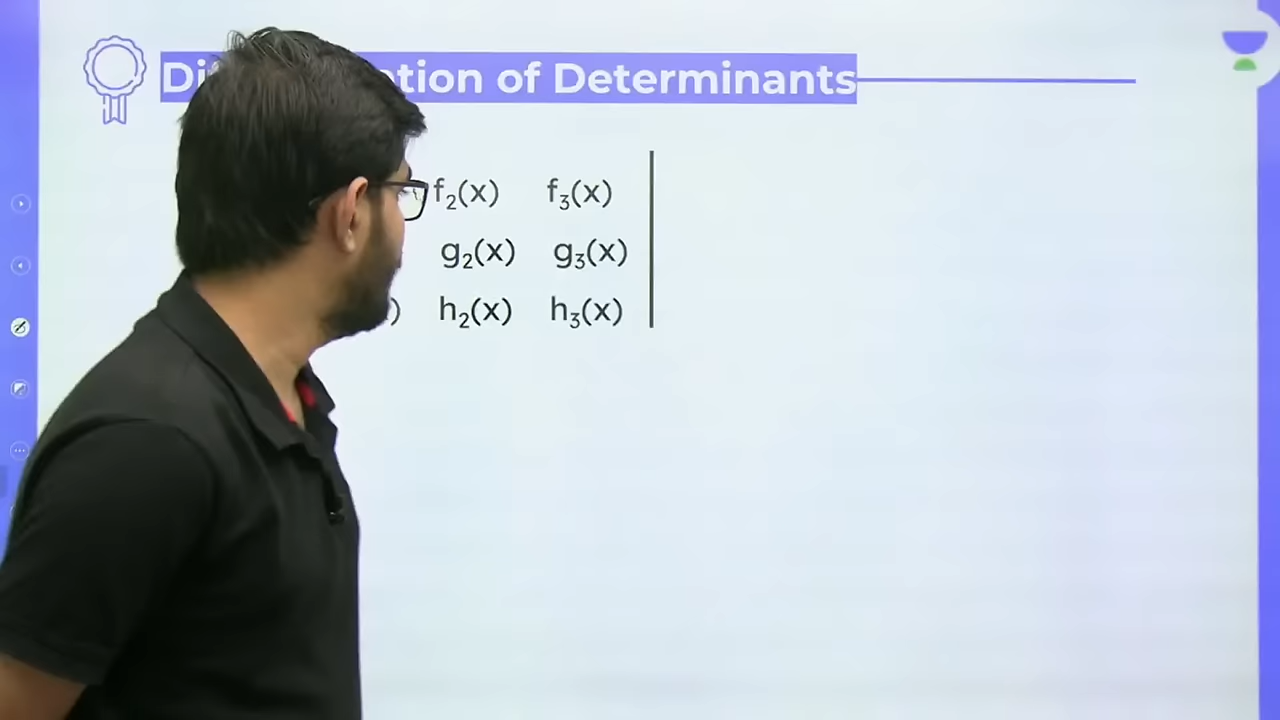 Di ation of Determinants
f₂(x) f₃(x)
g₂(x) g₃(x)
) h₂(x) h₃(x)